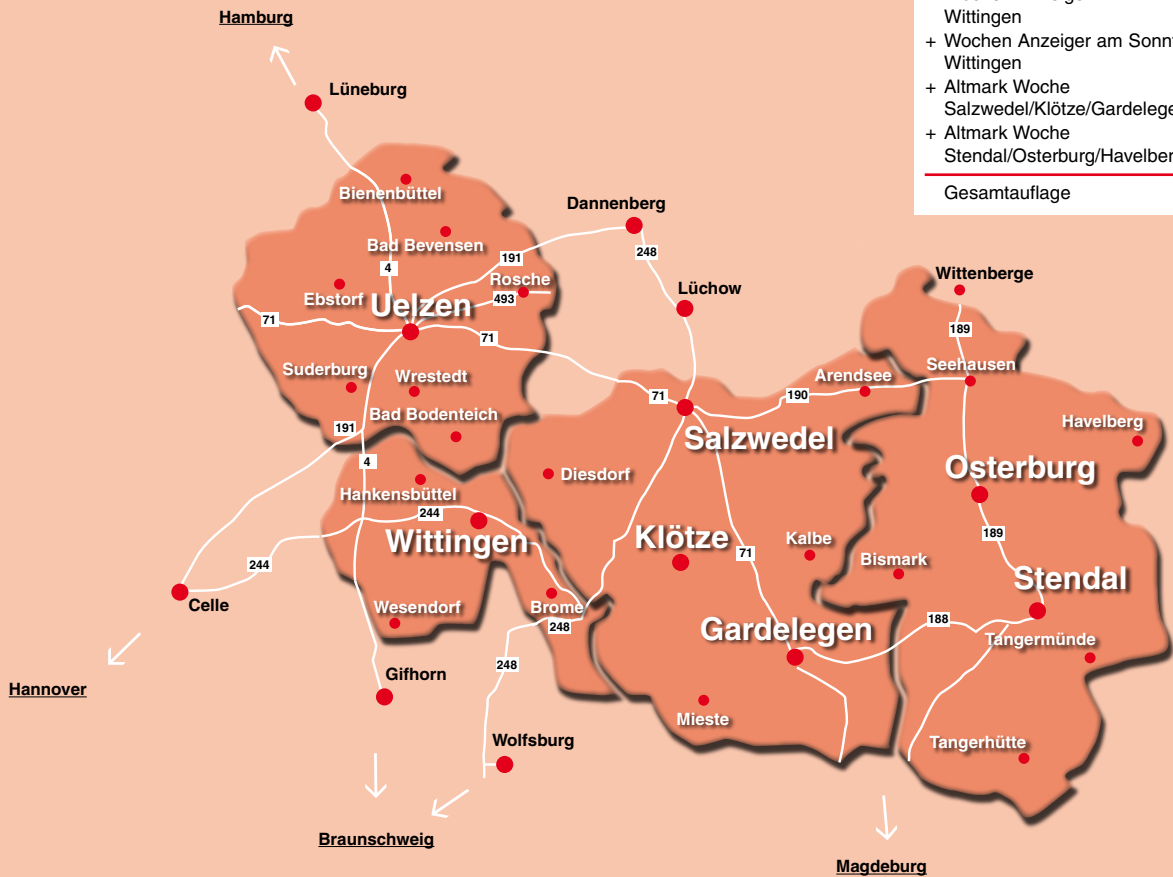 Hamburg
Wittingen
+ Wochen Anzeiger am
Wittingen
+ Altmark Woche
Salzwedel/Klötze/
+ Altmark Woche
Stendal/Osterburg/
Gesamtauflage
Lüneburg
Bienenbüttel
Dannenberg
Bad Bevensen
191
248
4
Rosche
Wittenberge
Ebstorf
493
Lüchow
Uelzen
71
71
189
Suderburg
Wrestedt
Arendsee
Seehausen
71
190
Bad Bodenteich
191
Salzwedel
Havelberg
4
Diesdorf
Osterburg
Hankensbüttel
244
Wittingen
Klötze
Kalbe
189
71
Bismark
244
Stendal
Celle
Wesendorf
Brome
248
Gardelegen
188
Tangermünde
248
Hannover
Gifhorn
Mieste
Wolfsburg
Tangerhütte
Braunschweig
Magdeburg